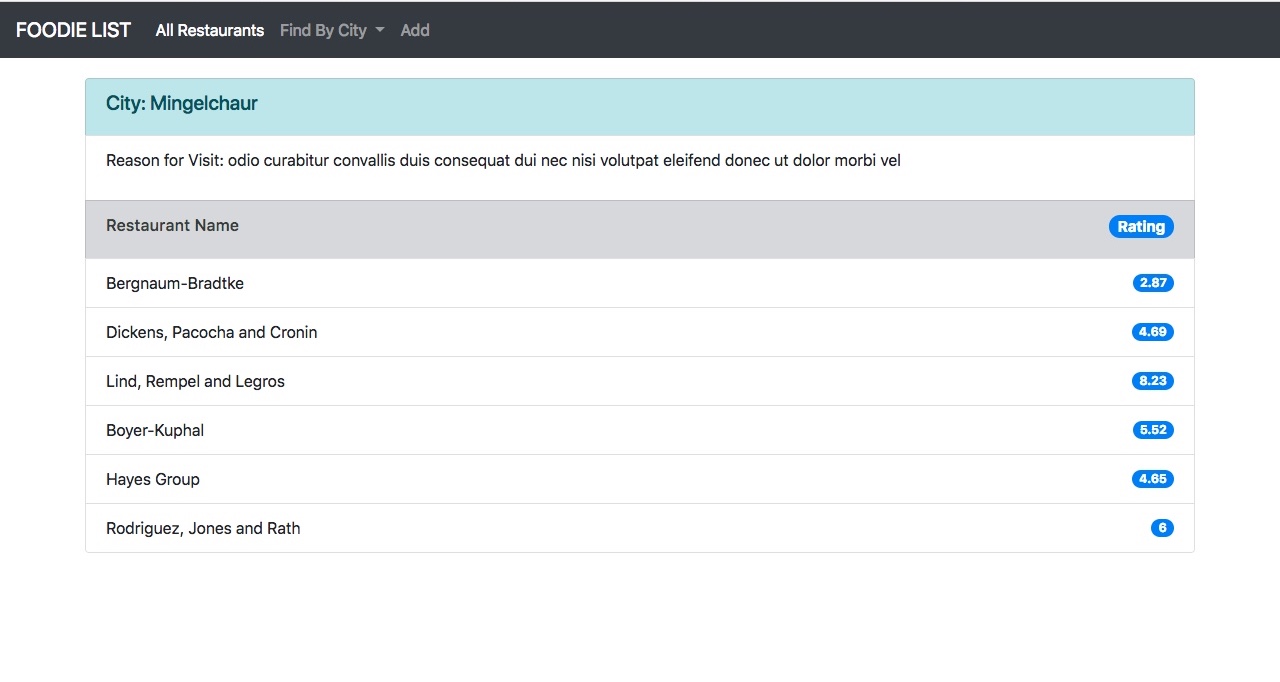 FOODIE LIST All Restaurants Find By City Add
City: Mingelchaur
Reason for Visit: odio curabitur convallis duis consequat dui nec nisi volutpat eleifend donec ut dolor morbi vel
Restaurant Name Rating
Bergnaum-Bradtke 2.87
Dickens, Pacocha and Cronin 4.69
Lind, Rempel and Legros 8.23
Boyer-Kuphal 5.52
Hayes Group 4.65
Rodriguez, Jones and Rath 6